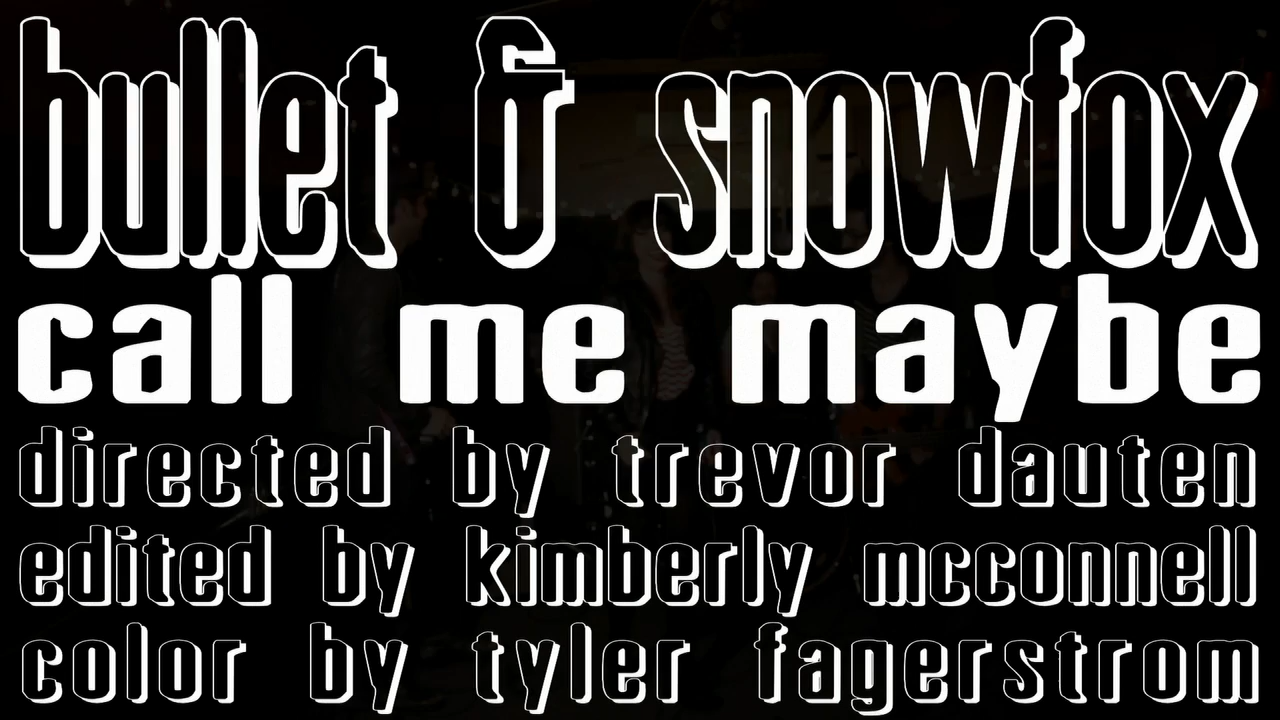 bullet & snowfox
call me maybe
directed by trevor dauten
edited by kimberly mcconnell
color by tyler fagerstrom